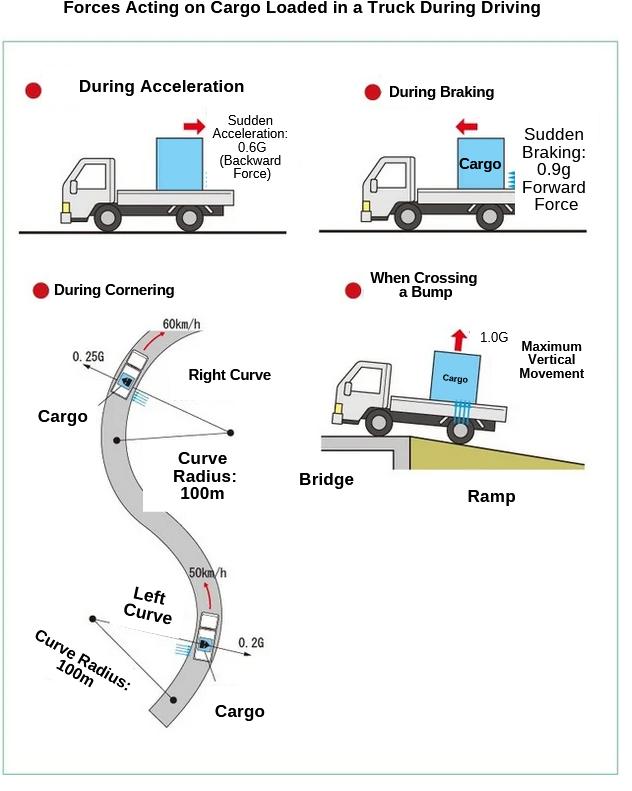 Forces Acting on Cargo Loaded in a Truck During Driving
During Acceleration
Sudden
Acceleration:
0.6G
(Backward
Force)
During Braking
Cargo
Sudden
Braking:
0.9g
Forward
Force
During Cornering
60km/h
0.25G
Right Curve
Cargo
Curve
Radius:
100m
50km/h
Left
Curve
0.2G
Curve Radius:
100m
Cargo
When Crossing
a Bump
1.0G
Maximum
Vertical
Movement
Cargo
Bridge
Ramp